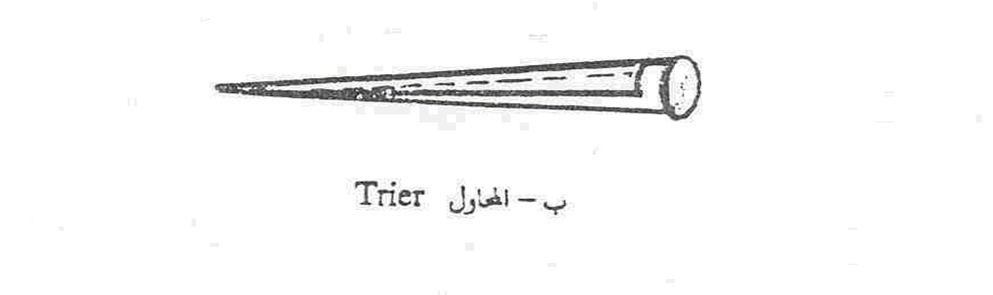 ب - المحاول Trier